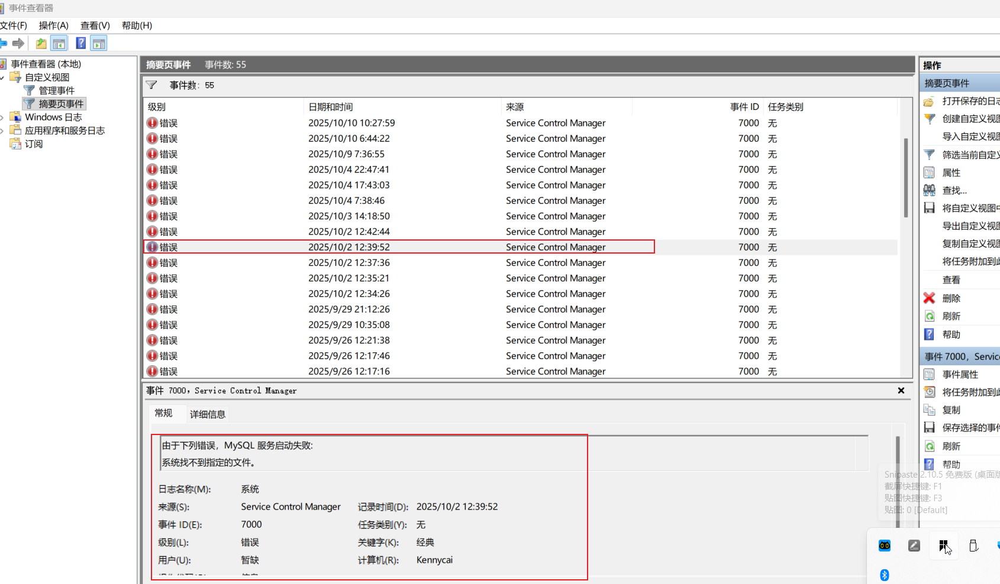 事件查看器
文件(F) 操作(A) 查看(V) 帮助(H)
事件查看器 (本地)
自定义视图
管理事件
摘要页事件
Windows 日志
应用程序和服务日志
订阅
摘要页事件 事件数: 55
事件数: 55
级别 日期和时间 来源 事件 ID 任务类别
错误 2025/10/10 10:27:59 Service Control Manager 7000 无
错误 2025/10/10 6:44:22 Service Control Manager 7000 无
错误 2025/10/9 7:36:55 Service Control Manager 7000 无
错误 2025/10/4 22:47:41 Service Control Manager 7000 无
错误 2025/10/4 17:43:03 Service Control Manager 7000 无
错误 2025/10/4 7:38:46 Service Control Manager 7000 无
错误 2025/10/3 14:18:50 Service Control Manager 7000 无
错误 2025/10/2 12:42:44 Service Control Manager 7000 无
错误 2025/10/2 12:39:52 Service Control Manager 7000 无
错误 2025/10/2 12:37:36 Service Control Manager 7000 无
错误 2025/10/2 12:35:21 Service Control Manager 7000 无
错误 2025/10/2 12:34:26 Service Control Manager 7000 无
错误 2025/9/29 21:12:26 Service Control Manager 7000 无
错误 2025/9/29 10:35:08 Service Control Manager 7000 无
错误 2025/9/26 12:21:38 Service Control Manager 7000 无
错误 2025/9/26 12:17:46 Service Control Manager 7000 无
错误 2025/9/26 12:17:16 Service Control Manager 7000 无
事件 7000，Service Control Manager
常规 详细信息
由于下列错误，MySQL 服务启动失败:
系统找不到指定的文件。
日志名称(M): 系统
来源(S): Service Control Manager 记录时间(D): 2025/10/2 12:39:52
事件 ID(E): 7000 任务类别(Y): 无
级别(L): 错误 关键字(K): 经典
用户(U): 暂缺 计算机(R): Kennycai
操作
摘要页事件
打开保存的日志
创建自定义视图
导入自定义视图
筛选当前自定义
属性
查找...
将自定义视图中
导出自定义视图
复制自定义视图
将任务附加到此
查看
删除
刷新
帮助
事件 7000，Service
事件属性
将任务附加到此
复制
保存选择的事件
刷新
帮助
Snipaste 2.10.5 免费版 (桌面版
截屏快捷键: F1
贴图快捷键: F3
贴图: 0 [Default]